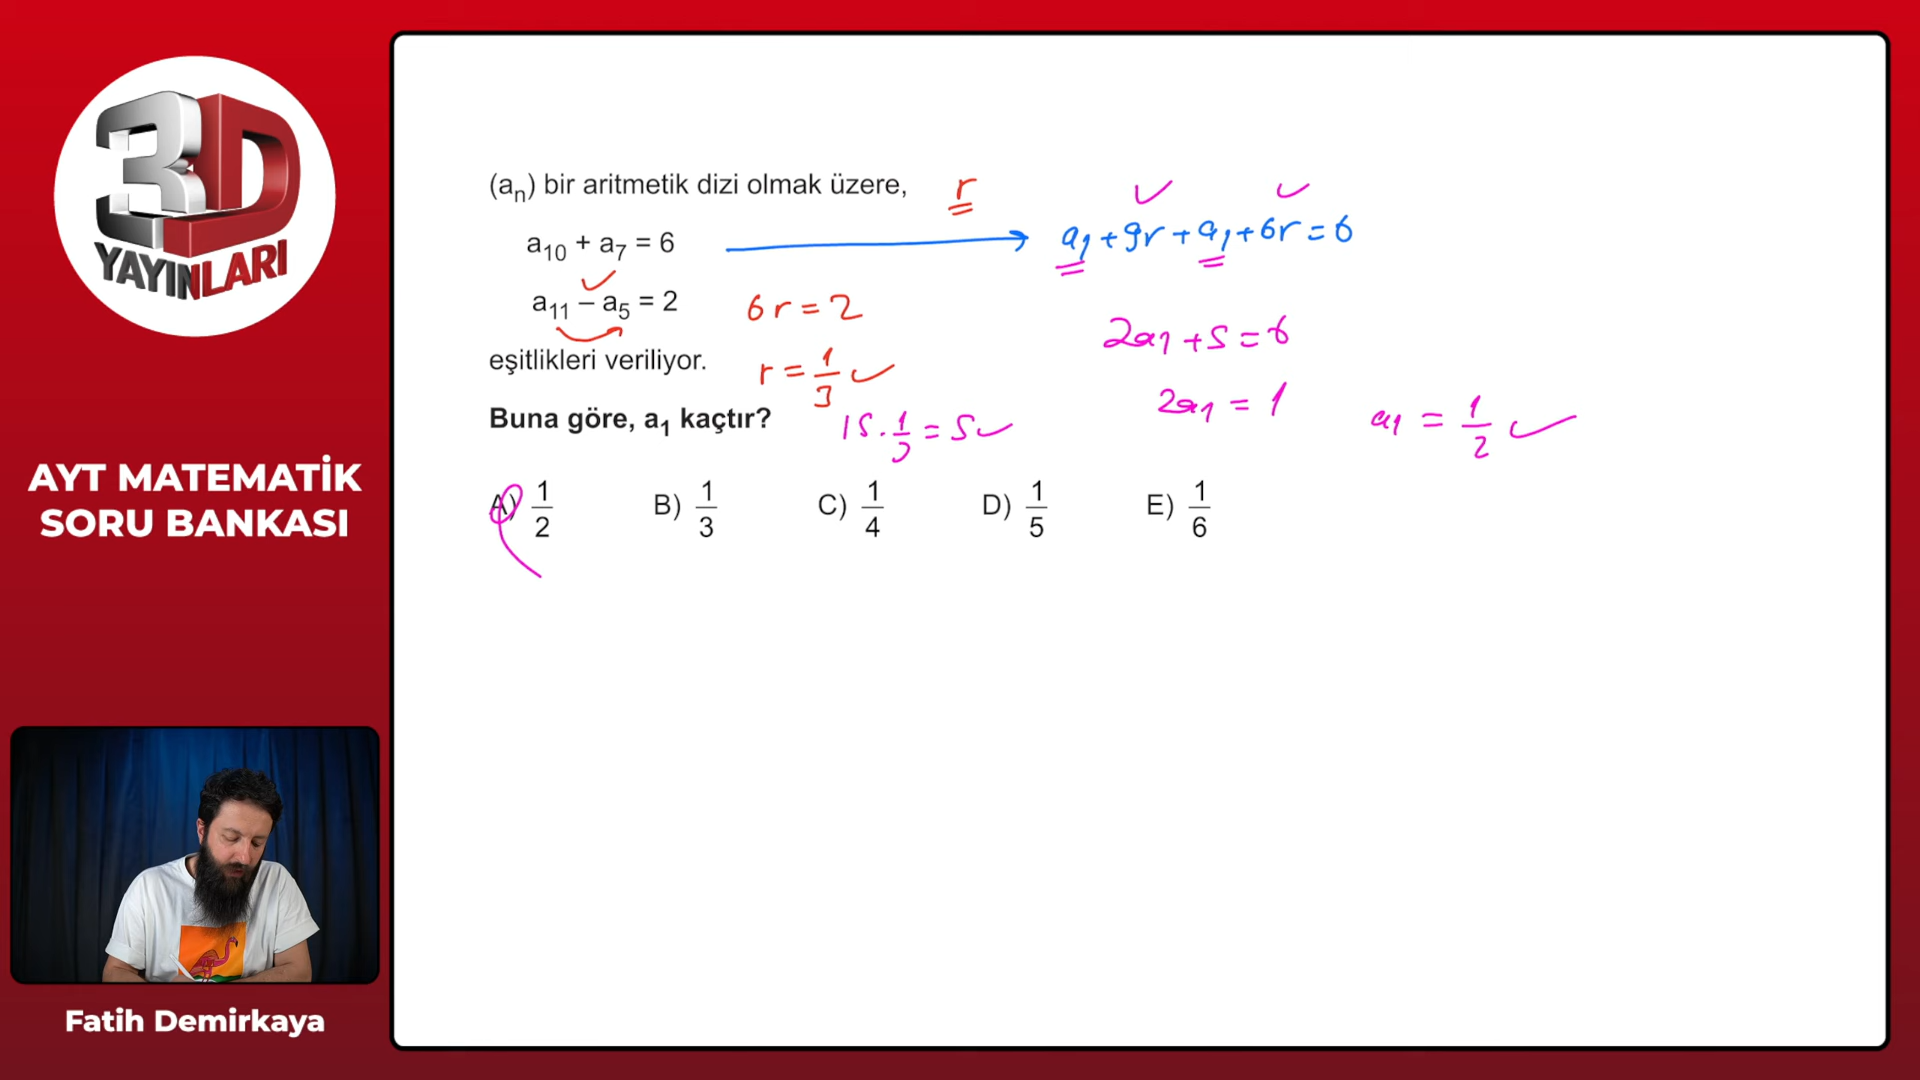 3D
YAYINLARI
AYT MATEMATİK
SORU BANKASI
Fatih Demirkaya
(aₙ) bir aritmetik dizi olmak üzere,
r
a₁₀ + a₇ = 6
a₁ + 9r + a₁ + 6r = 6
a₁₁ – a₅ = 2
6r = 2
2a₁ + 5 = 6
eşitlikleri veriliyor.
r = 1/3
2a₁ = 1
a₁ = 1/2
Buna göre, a₁ kaçtır?
15 · 1/3 = 5
A) 1/2 B) 1/3 C) 1/4 D) 1/5 E) 1/6